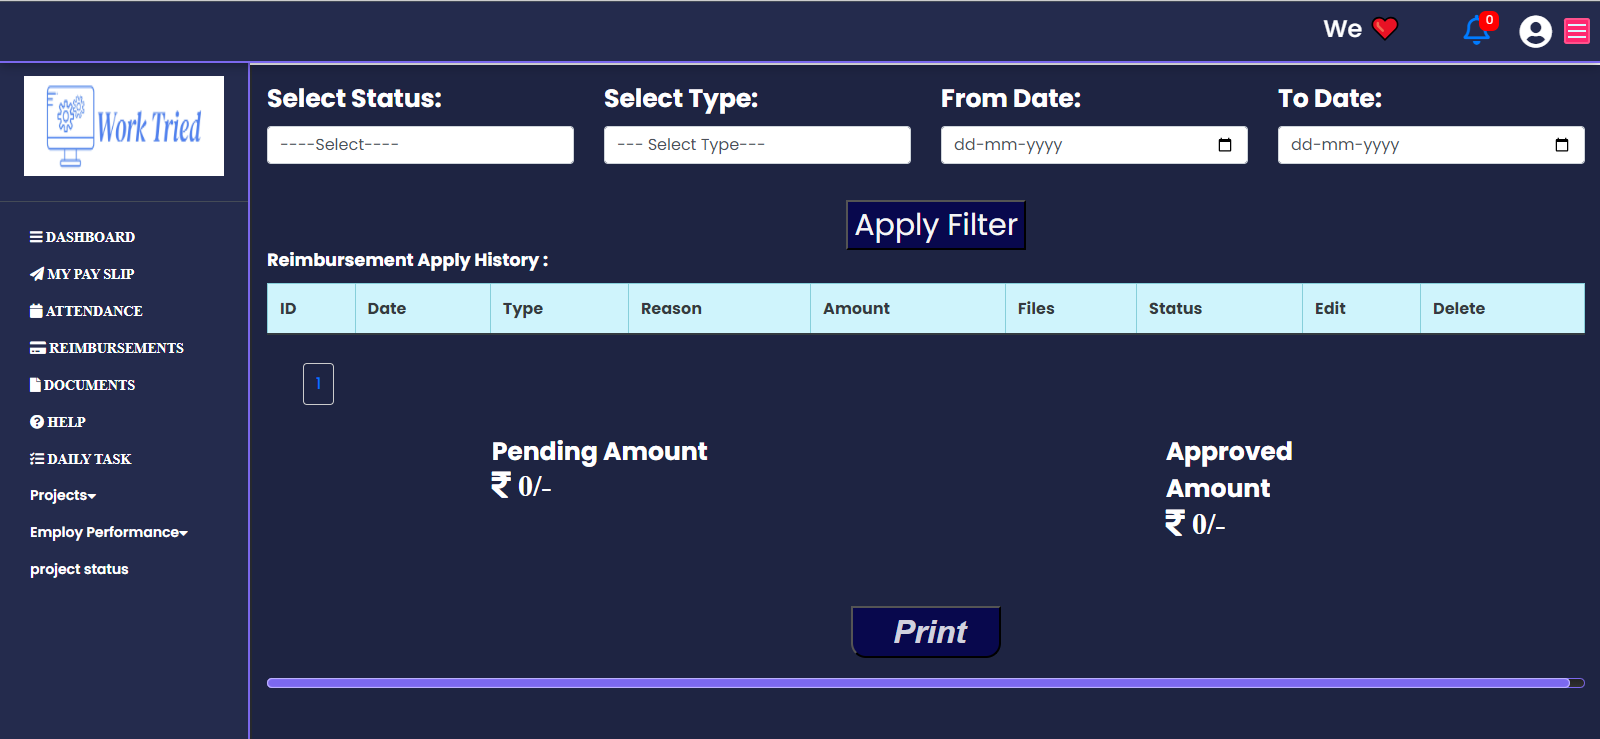 We
0
Work Tried
Select Status: Select Type: From Date: To Date:
----Select---- --- Select Type--- dd-mm-yyyy dd-mm-yyyy
Apply Filter
Reimbursement Apply History :
ID Date Type Reason Amount Files Status Edit Delete
1
Pending Amount
₹ 0/-
Approved
Amount
₹ 0/-
Print
DASHBOARD
MY PAY SLIP
ATTENDANCE
REIMBURSEMENTS
DOCUMENTS
HELP
DAILY TASK
Projects
Employ Performance
project status